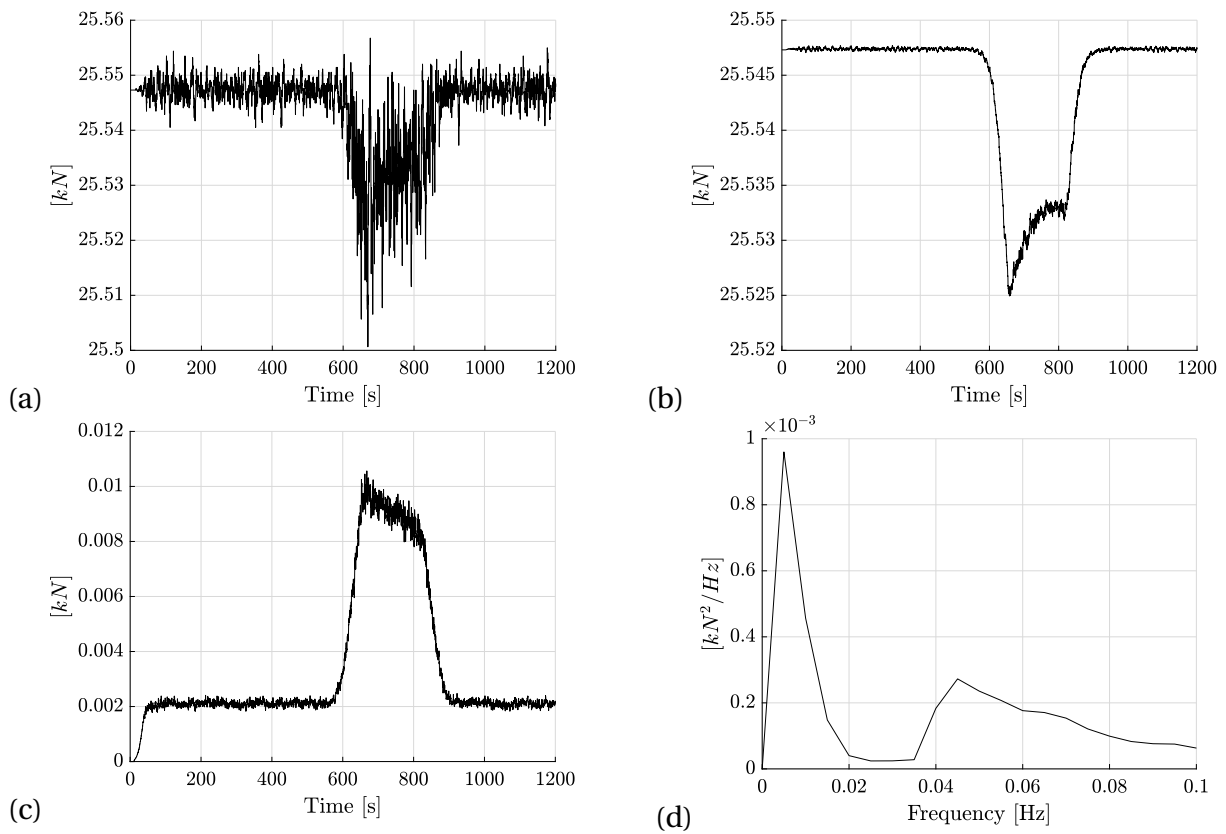 25.56
25.55
25.54
25.53
25.52
25.51
25.5
[kN]
0 200 400 600 800 1000 1200
Time [s]
(a)
25.55
25.545
25.54
25.535
25.53
25.525
25.52
[kN]
0 200 400 600 800 1000 1200
Time [s]
(b)
0.012
0.01
0.008
0.006
0.004
0.002
0
[kN]
0 200 400 600 800 1000 1200
Time [s]
(c)
×10⁻³
1
0.8
0.6
0.4
0.2
0
[kN²/Hz]
0 0.02 0.04 0.06 0.08 0.1
Frequency [Hz]
(d)